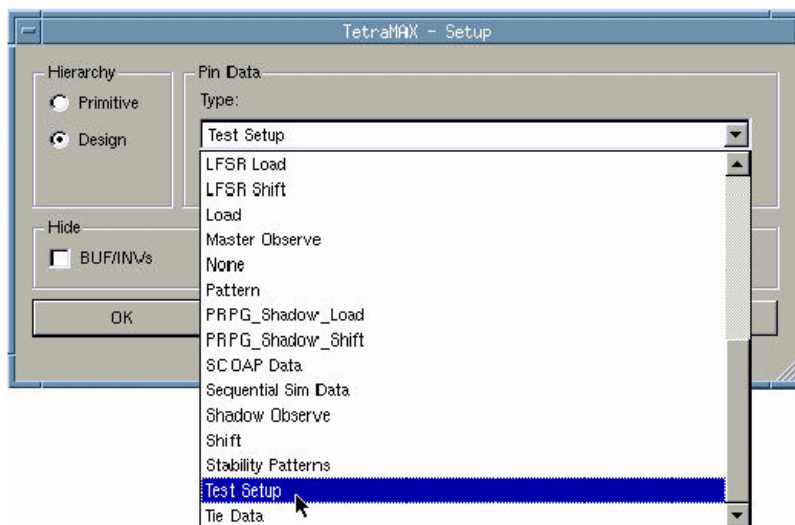 TetraMAX - Setup
Hierarchy
Primitive
Design
Pin Data
Type:
Test Setup
LFSR Load
LFSR Shift
Load
Master Observe
None
Pattern
PRPG_Shadow_Load
PRPG_Shadow_Shift
SCOAP Data
Sequential Sim Data
Shadow Observe
Shift
Stability Patterns
Test Setup
Tie Data
Hide
BUF/INVs
OK